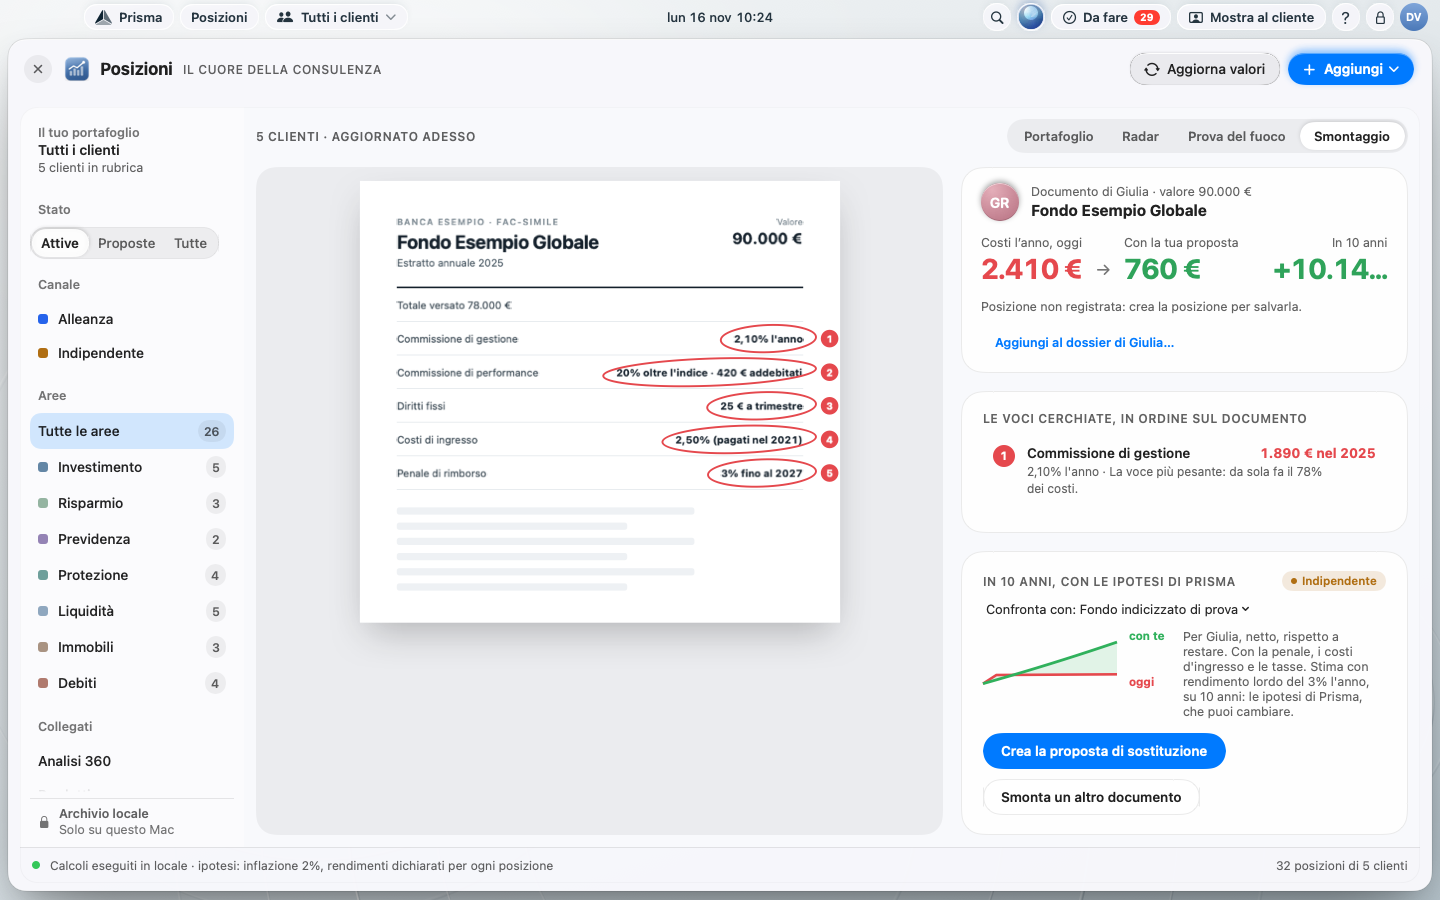 Prisma
Posizioni
Tutti i clienti
lun 16 nov 10:24
Da fare 29
Mostra al cliente
?
DV
Posizioni IL CUORE DELLA CONSULENZA
Aggiorna valori
+ Aggiungi
Il tuo portafoglio
Tutti i clienti
5 clienti in rubrica
Stato
Attive Proposte Tutte
Canale
Alleanza
Indipendente
Aree
Tutte le aree 26
Investimento 5
Risparmio 3
Previdenza 2
Protezione 4
Liquidità 5
Immobili 3
Debiti 4
Collegati
Analisi 360
Archivio locale
Solo su questo Mac
5 CLIENTI · AGGIORNATO ADESSO
Portafoglio Radar Prova del fuoco Smontaggio
BANCA ESEMPIO · FAC-SIMILE
Valore
Fondo Esempio Globale
90.000 €
Estratto annuale 2025
Totale versato 78.000 €
Commissione di gestione 2,10% l'anno 1
Commissione di performance 20% oltre l'indice · 420 € addebitati 2
Diritti fissi 25 € a trimestre 3
Costi di ingresso 2,50% (pagati nel 2021) 4
Penale di rimborso 3% fino al 2027 5
GR
Documento di Giulia · valore 90.000 €
Fondo Esempio Globale
Costi l'anno, oggi Con la tua proposta In 10 anni
2.410 € → 760 € +10.14...
Posizione non registrata: crea la posizione per salvarla.
Aggiungi al dossier di Giulia...
LE VOCI CERCHIATE, IN ORDINE SUL DOCUMENTO
1 Commissione di gestione 1.890 € nel 2025
2,10% l'anno · La voce più pesante: da sola fa il 78%
dei costi.
IN 10 ANNI, CON LE IPOTESI DI PRISMA
Indipendente
Confronta con: Fondo indicizzato di prova
con te
oggi
Per Giulia, netto, rispetto a
restare. Con la penale, i costi
d'ingresso e le tasse. Stima con
rendimento lordo del 3% l'anno,
su 10 anni: le ipotesi di Prisma,
che puoi cambiare.
Crea la proposta di sostituzione
Smonta un altro documento
Calcoli eseguiti in locale · ipotesi: inflazione 2%, rendimenti dichiarati per ogni posizione
32 posizioni di 5 clienti